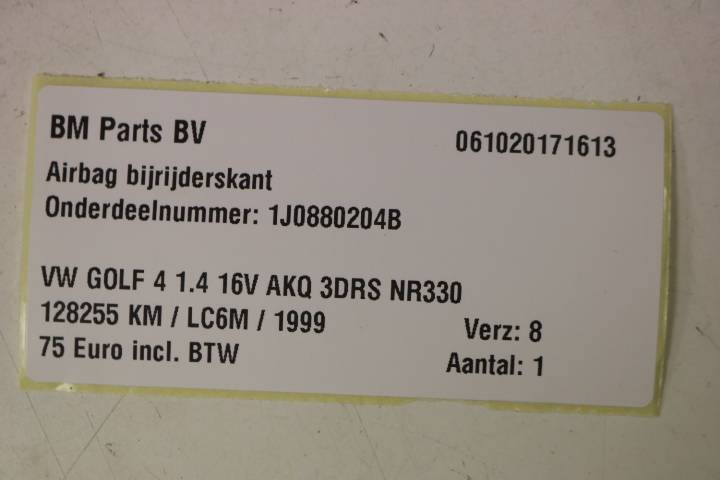 BM Parts BV 061020171613
Airbag bijrijderskant
Onderdeelnummer: 1J0880204B
VW GOLF 4 1.4 16V AKQ 3DRS NR330
128255 KM / LC6M / 1999 Verz: 8
75 Euro incl. BTW Aantal: 1